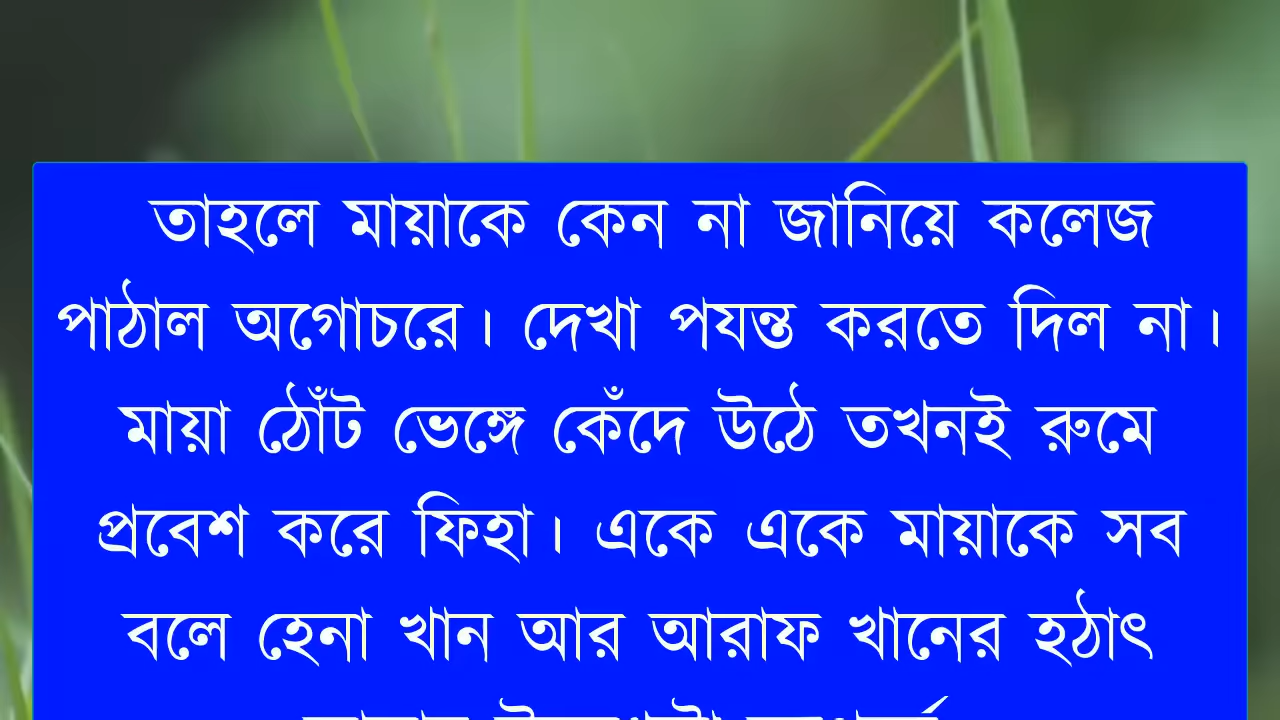 তাহলে মায়াকে কেন না জানিয়ে কলেজ
পাঠাল অগোচরে। দেখা পযন্ত করতে দিল না।
মায়া ঠোঁট ভেঙ্গে কেঁদে উঠে তখনই রুমে
প্রবেশ করে ফিহা। একে একে মায়াকে সব
বলে হেনা খান আর আরাফ খানের হঠাৎ